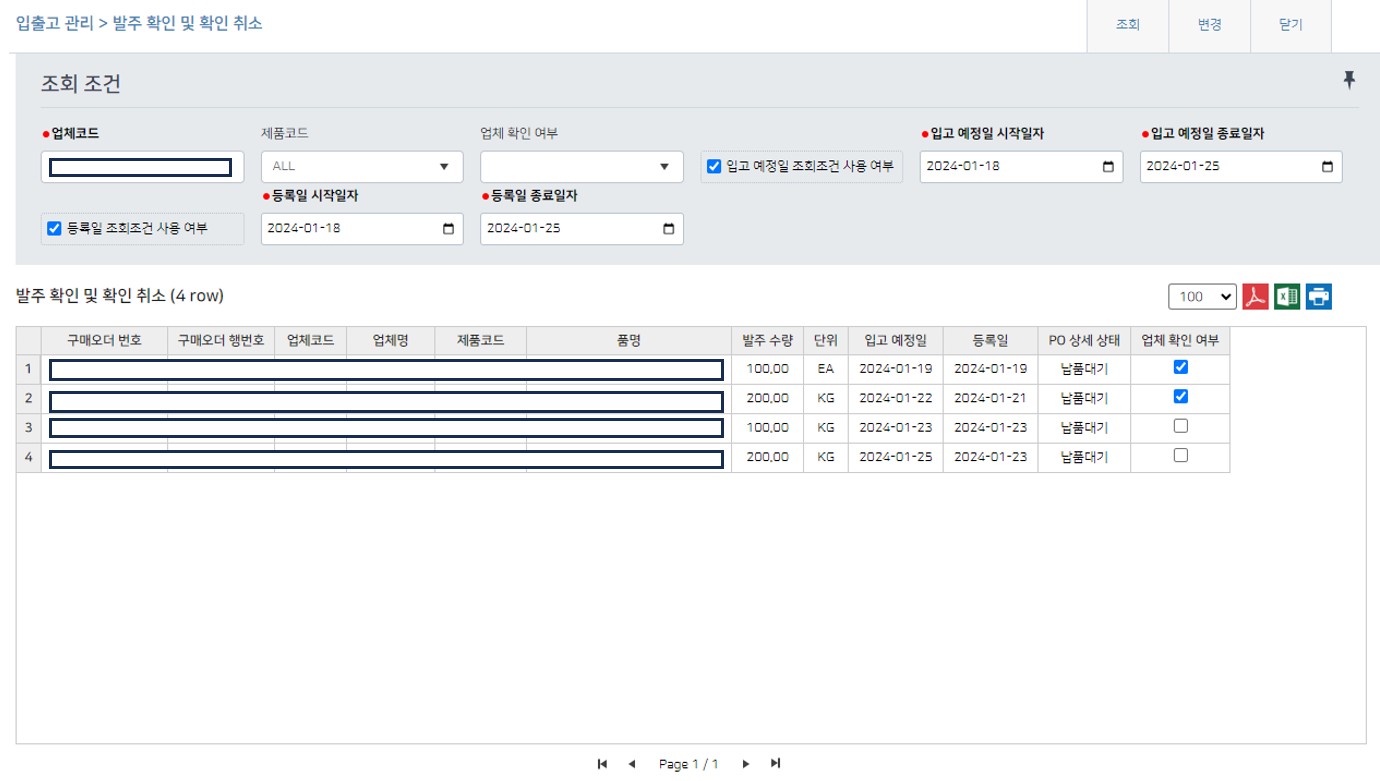 입출고 관리 > 발주 확인 및 확인 취소
조회 변경 닫기
조회 조건
업체코드 제품코드 업체 확인 여부 입고 예정일 시작일자 입고 예정일 종료일자
ALL 입고 예정일 조회조건 사용 여부 2024-01-18 2024-01-25
등록일 시작일자 등록일 종료일자
등록일 조회조건 사용 여부 2024-01-18 2024-01-25
발주 확인 및 확인 취소 (4 row) 100
구매오더 번호 구매오더 행번호 업체코드 업체명 제품코드 품명 발주 수량 단위 입고 예정일 등록일 PO 상세 상태 업체 확인 여부
1 100.00 EA 2024-01-19 2024-01-19 납품대기
2 200.00 KG 2024-01-22 2024-01-21 납품대기
3 100.00 KG 2024-01-23 2024-01-23 납품대기
4 200.00 KG 2024-01-25 2024-01-23 납품대기
Page 1 / 1